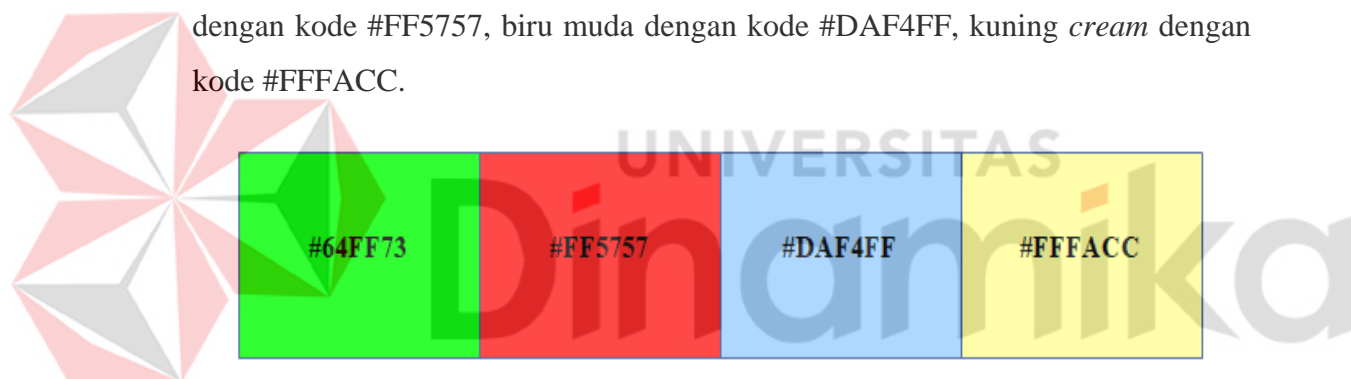 dengan kode #FF5757, biru muda dengan kode #DAF4FF, kuning cream dengan
kode #FFFACC.
UNIVERSITAS
Dinamika
#64FF73 #FF5757 #DAF4FF #FFFACC